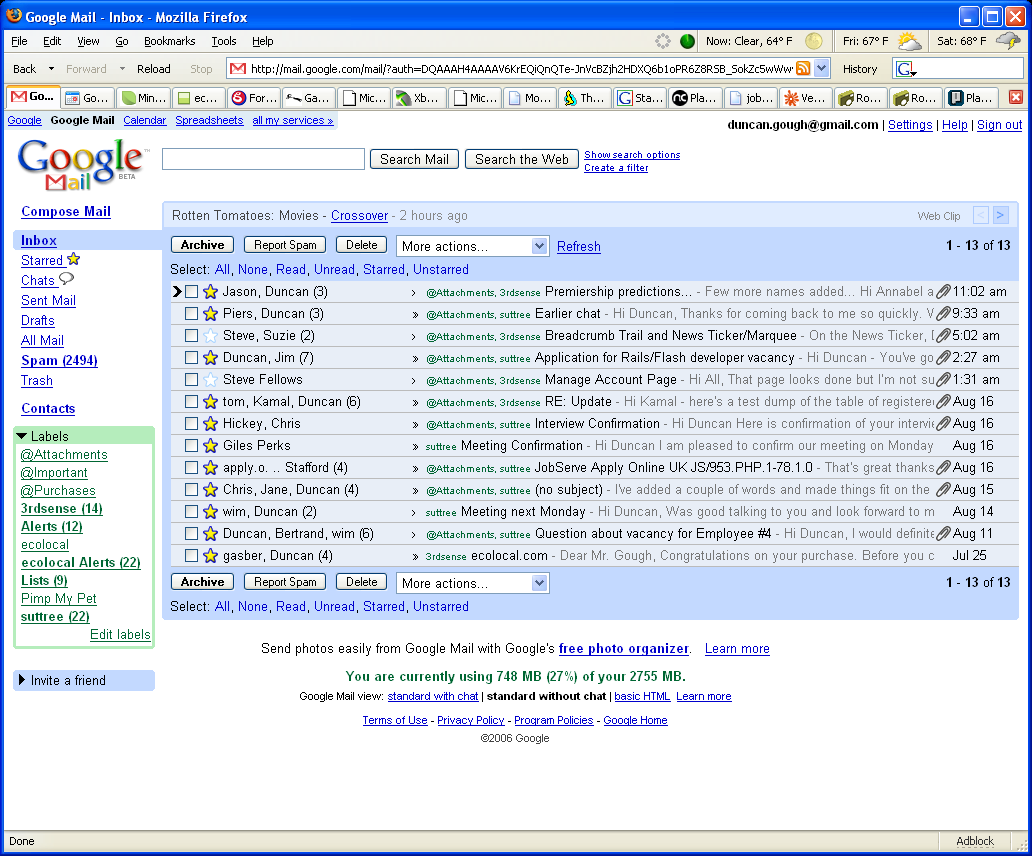 Google Mail - Inbox - Mozilla Firefox
File Edit View Go Bookmarks Tools Help Now: Clear, 64° F Fri: 67° F Sat: 68° F
Back Forward Reload Stop http://mail.google.com/mail/?auth= History G
Go... Go... Min... ec... For... Ga... Mic... Xb... Mic... Mo... Th... Sta... Pla... job... Ve... Ro... Ro... Pla...
Google Google Mail Calendar Spreadsheets all my services »
duncan.gough@gmail.com | Settings | Help | Sign out
Google Mail BETA
Search Mail Search the Web Show search options
Create a filter
Compose Mail
Inbox
Starred
Chats
Sent Mail
Drafts
All Mail
Spam (2494)
Trash
Contacts
Labels
@Attachments
@Important
@Purchases
3rdsense (14)
Alerts (12)
ecolocal
ecolocal Alerts (22)
Lists (9)
Pimp My Pet
suttree (22)
Edit labels
Invite a friend
Rotten Tomatoes: Movies - Crossover - 2 hours ago Web Clip < >
Archive Report Spam Delete More actions... Refresh 1 - 13 of 13
Select: All, None, Read, Unread, Starred, Unstarred
Jason, Duncan (3) › @Attachments, 3rdsense Premiership predictions... - Few more names added... Hi Annabel a 11:02 am
Piers, Duncan (3) » @Attachments, suttree Earlier chat - Hi Duncan, Thanks for coming back to me so quickly. 9:33 am
Steve, Suzie (2) › @Attachments, 3rdsense Breadcrumb Trail and News Ticker/Marquee - On the News Ticker, 5:02 am
Duncan, Jim (7) » @Attachments, suttree Application for Rails/Flash developer vacancy - Hi Duncan - You've go 2:27 am
Steve Fellows » @Attachments, 3rdsense Manage Account Page - Hi All, That page looks done but I'm not su 1:31 am
tom, Kamal, Duncan (6) » @Attachments, 3rdsense RE: Update - Hi Kamal - here's a test dump of the table of registere Aug 16
Hickey, Chris » @Attachments, suttree Interview Confirmation - Hi Duncan Here is confirmation of your intervie Aug 16
Giles Perks » suttree Meeting Confirmation - Hi Duncan I am pleased to confirm our meeting on Monday Aug 16
apply.o. .. Stafford (4) » @Attachments, suttree JobServe Apply Online UK JS/953.PHP.1-78.1.0 - That's great thanks Aug 16
Chris, Jane, Duncan (4) » @Attachments, suttree (no subject) - I've added a couple of words and made things fit on the Aug 15
wim, Duncan (2) › suttree Meeting next Monday - Hi Duncan, Was good talking to you and look forward to m Aug 14
Duncan, Bertrand, wim (6) » @Attachments, suttree Question about vacancy for Employee #4 - Hi Duncan, I would definite Aug 11
gasber, Duncan (4) » 3rdsense ecolocal.com - Dear Mr. Gough, Congratulations on your purchase. Before you c Jul 25
Archive Report Spam Delete More actions... 1 - 13 of 13
Select: All, None, Read, Unread, Starred, Unstarred
Send photos easily from Google Mail with Google's free photo organizer. Learn more
You are currently using 748 MB (27%) of your 2755 MB.
Google Mail view: standard with chat | standard without chat | basic HTML Learn more
Terms of Use - Privacy Policy - Program Policies - Google Home
©2006 Google
Done Adblock